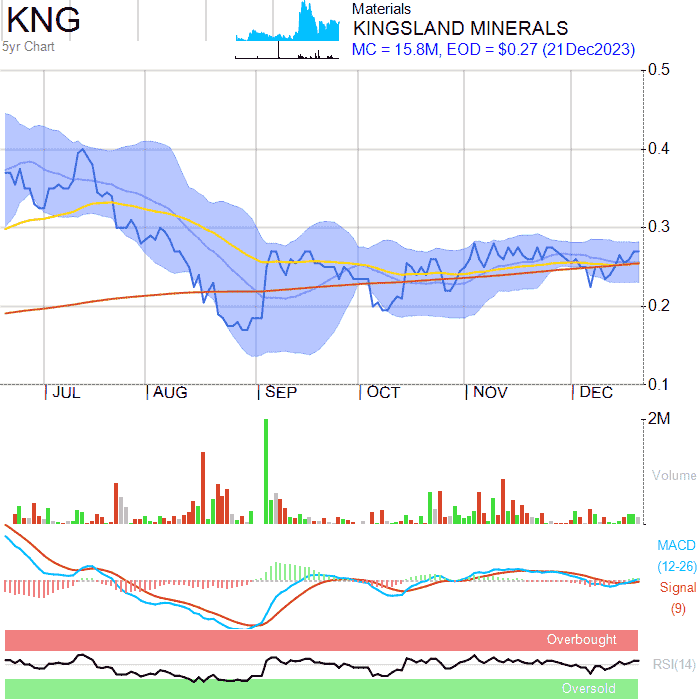 KNG
5yr Chart
Materials
KINGSLAND MINERALS
MC = 15.8M, EOD = $0.27 (21Dec2023)
0.5
0.4
0.3
0.2
0.1
JUL AUG SEP OCT NOV DEC
2M
Volume
MACD
(12-26)
Signal
(9)
Overbought
RSI(14)
Oversold